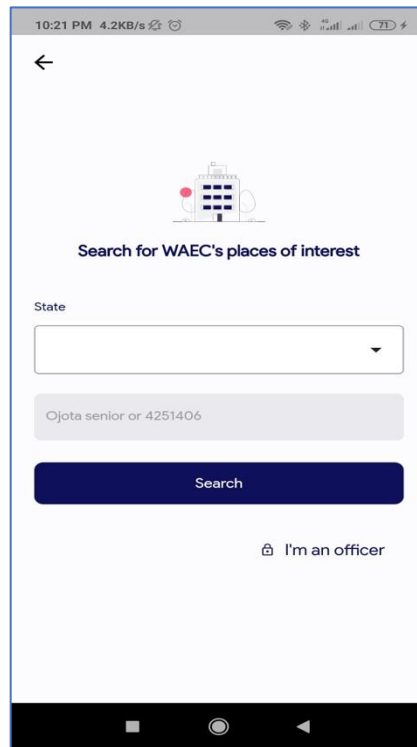 10:21 PM 4.2KB/s 4G 71
Search for WAEC's places of interest
State
Ojota senior or 4251406
Search
I'm an officer